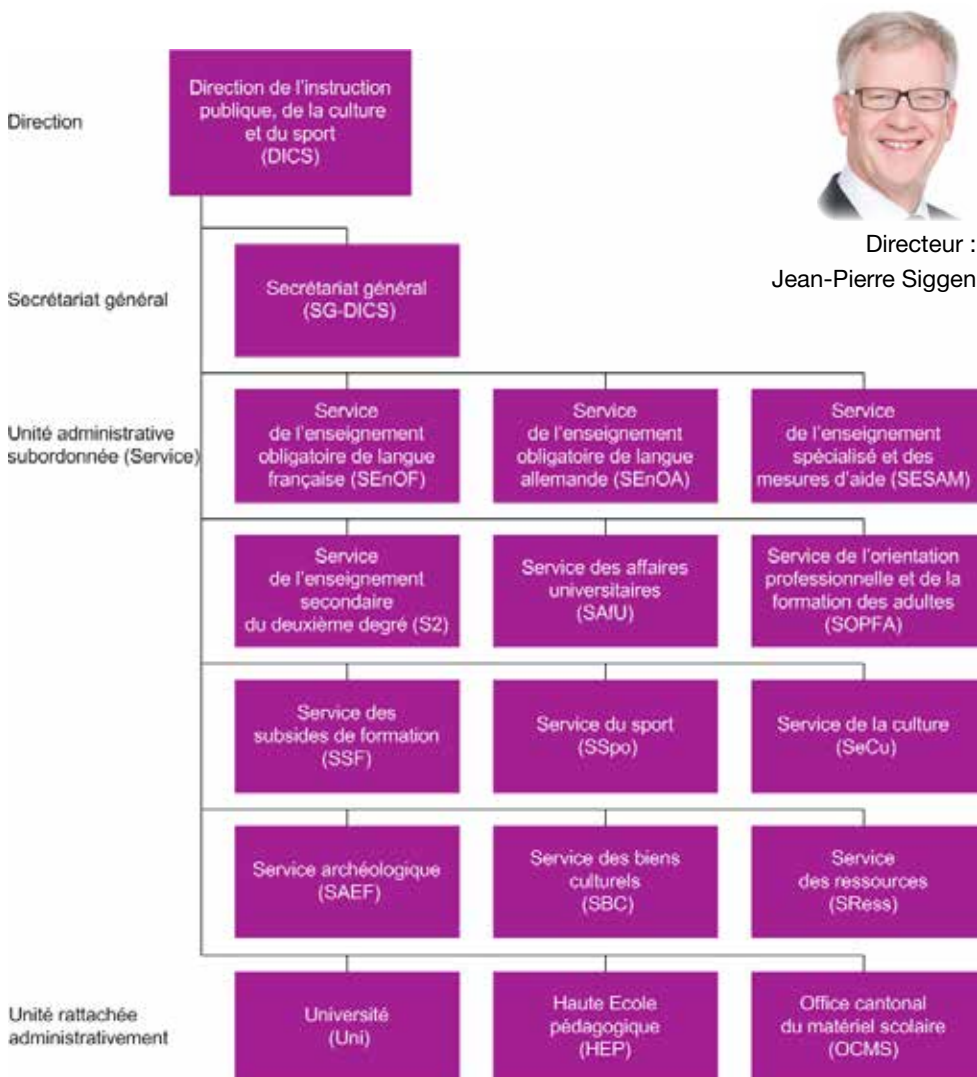 Direction
Direction de l'instruction
publique, de la culture
et du sport
(DICS)
Directeur :
Jean-Pierre Siggen
Secrétariat général
Secrétariat général
(SG-DICS)
Unité administrative
subordonnée (Service)
Service
de l'enseignement
obligatoire de langue
française (SEnOF)
Service
de l'enseignement
obligatoire de langue
allemande (SEnOA)
Service
de l'enseignement
spécialisé et des
mesures d'aide (SESAM)
Service
de l'enseignement
secondaire
du deuxième degré (S2)
Service des affaires
universitaires
(SAfU)
Service de l'orientation
professionnelle et de la
formation des adultes
(SOPFA)
Service des
subsides de formation
(SSF)
Service du sport
(SSpo)
Service de la culture
(SeCu)
Service archéologique
(SAEF)
Service des biens
culturels
(SBC)
Service
des ressources
(SRess)
Unité rattachée
administrativement
Université
(Uni)
Haute Ecole
pédagogique
(HEP)
Office cantonal
du matériel scolaire
(OCMS)